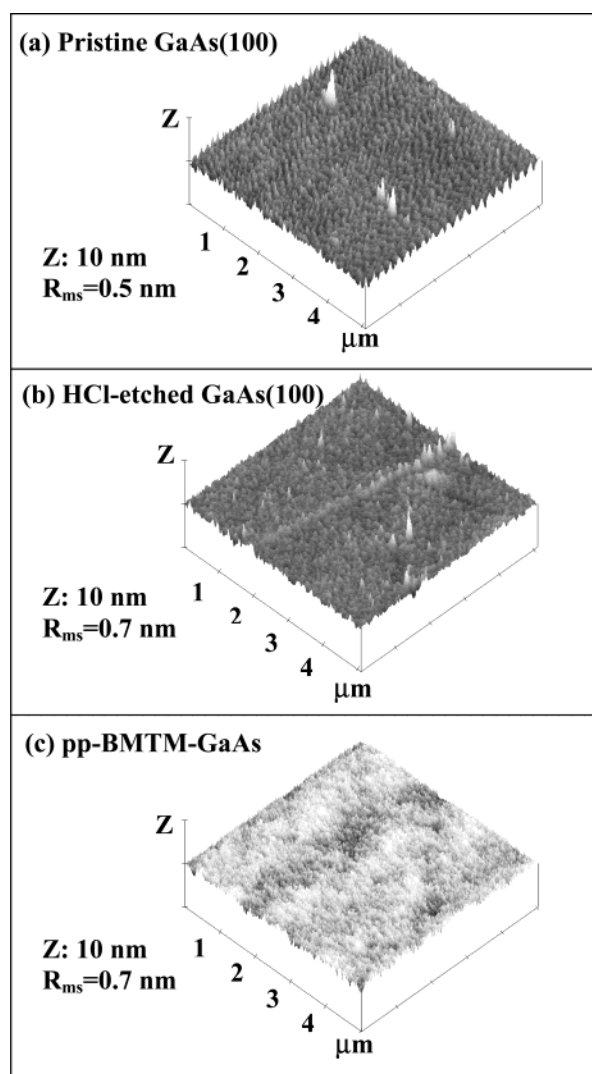 (a) Pristine GaAs(100)
Z
1
2
3
4
μm
Z: 10 nm
Rms=0.5 nm
(b) HCl-etched GaAs(100)
Z
1
2
3
4
μm
Z: 10 nm
Rms=0.7 nm
(c) pp-BMTM-GaAs
Z
1
2
3
4
μm
Z: 10 nm
Rms=0.7 nm